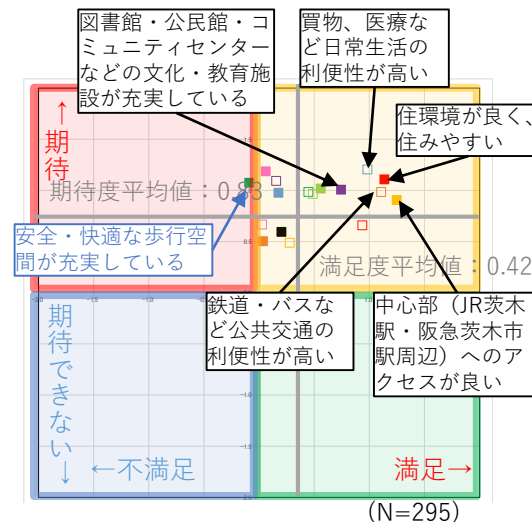 図書館・公民館・コ
ミュニティセンター
などの文化・教育施
設が充実している
買物、医療な
ど日常生活の
利便性が高い
住環境が良く、
住みやすい
↑期待
期待度平均値：0.83
安全・快適な歩行空
間が充実している
満足度平均値：0.42
鉄道・バスな
ど公共交通の
利便性が高い
中心部（JR茨木
駅・阪急茨木市
駅周辺）へのア
クセスが良い
期待できない↓
←不満足
満足→
(N=295)